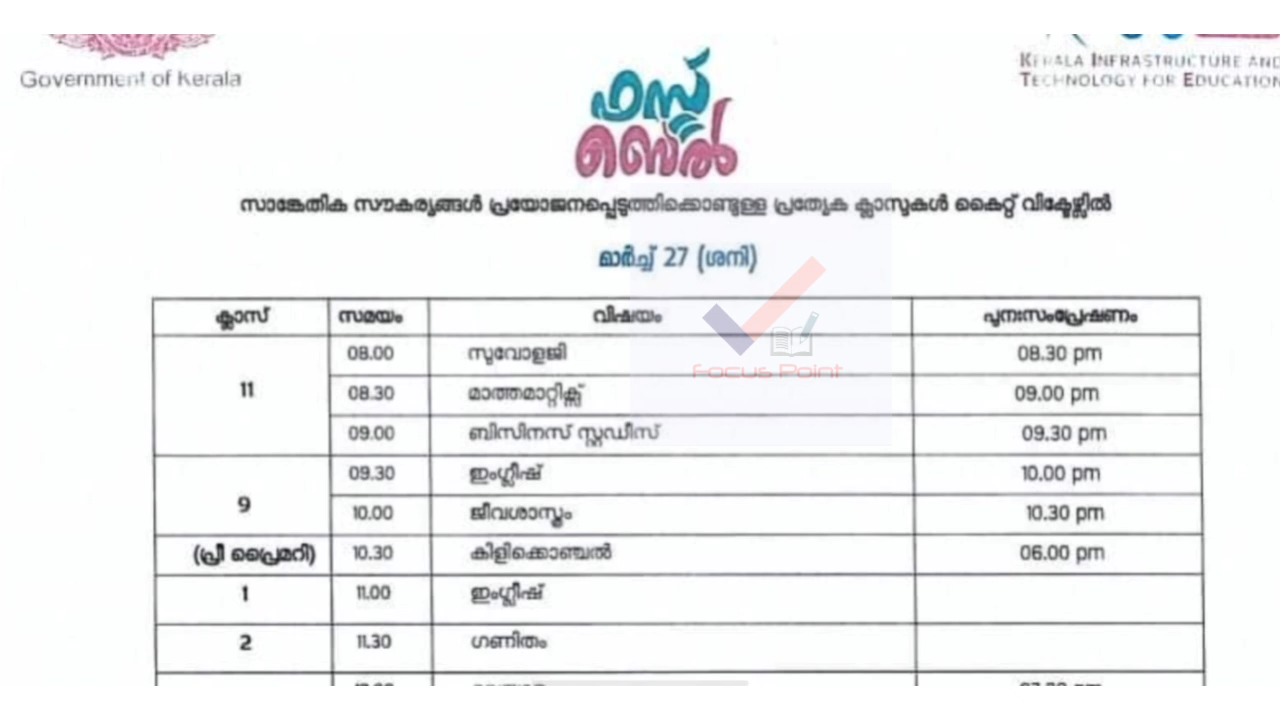 Government of Kerala
KERALA INFRASTRUCTURE AND
TECHNOLOGY FOR EDUCATION
ഫസ്റ്റ്
ബെൽ
സാങ്കേതിക സൗകര്യങ്ങൾ പ്രയോജനപ്പെടുത്തിക്കൊണ്ടുള്ള പ്രത്യേക ക്ലാസുകൾ കൈറ്റ് വിക്ടേഴ്സിൽ
മാർച്ച് 27 (ശനി)
ക്ലാസ് സമയം വിഷയം പുനഃസംപ്രേഷണം
11 08.00 സുവോളജി 08.30 pm
08.30 മാത്തമാറ്റിക്സ് 09.00 pm
09.00 ബിസിനസ് സ്റ്റഡീസ് 09.30 pm
Focus Point
9 09.30 ഇംഗ്ലീഷ് 10.00 pm
10.00 ജീവശാസ്ത്രം 10.30 pm
(പ്രീ പ്രൈമറി) 10.30 കിളിക്കൊഞ്ചൽ 06.00 pm
1 11.00 ഇംഗ്ലീഷ്
2 11.30 ഗണിതം